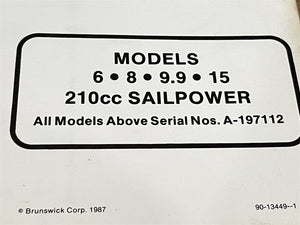 MODELS
6 • 8 • 9.9 • 15
210cc SAILPOWER
All Models Above Serial Nos. A-197112
© Brunswick Corp. 1987 90-13449--1